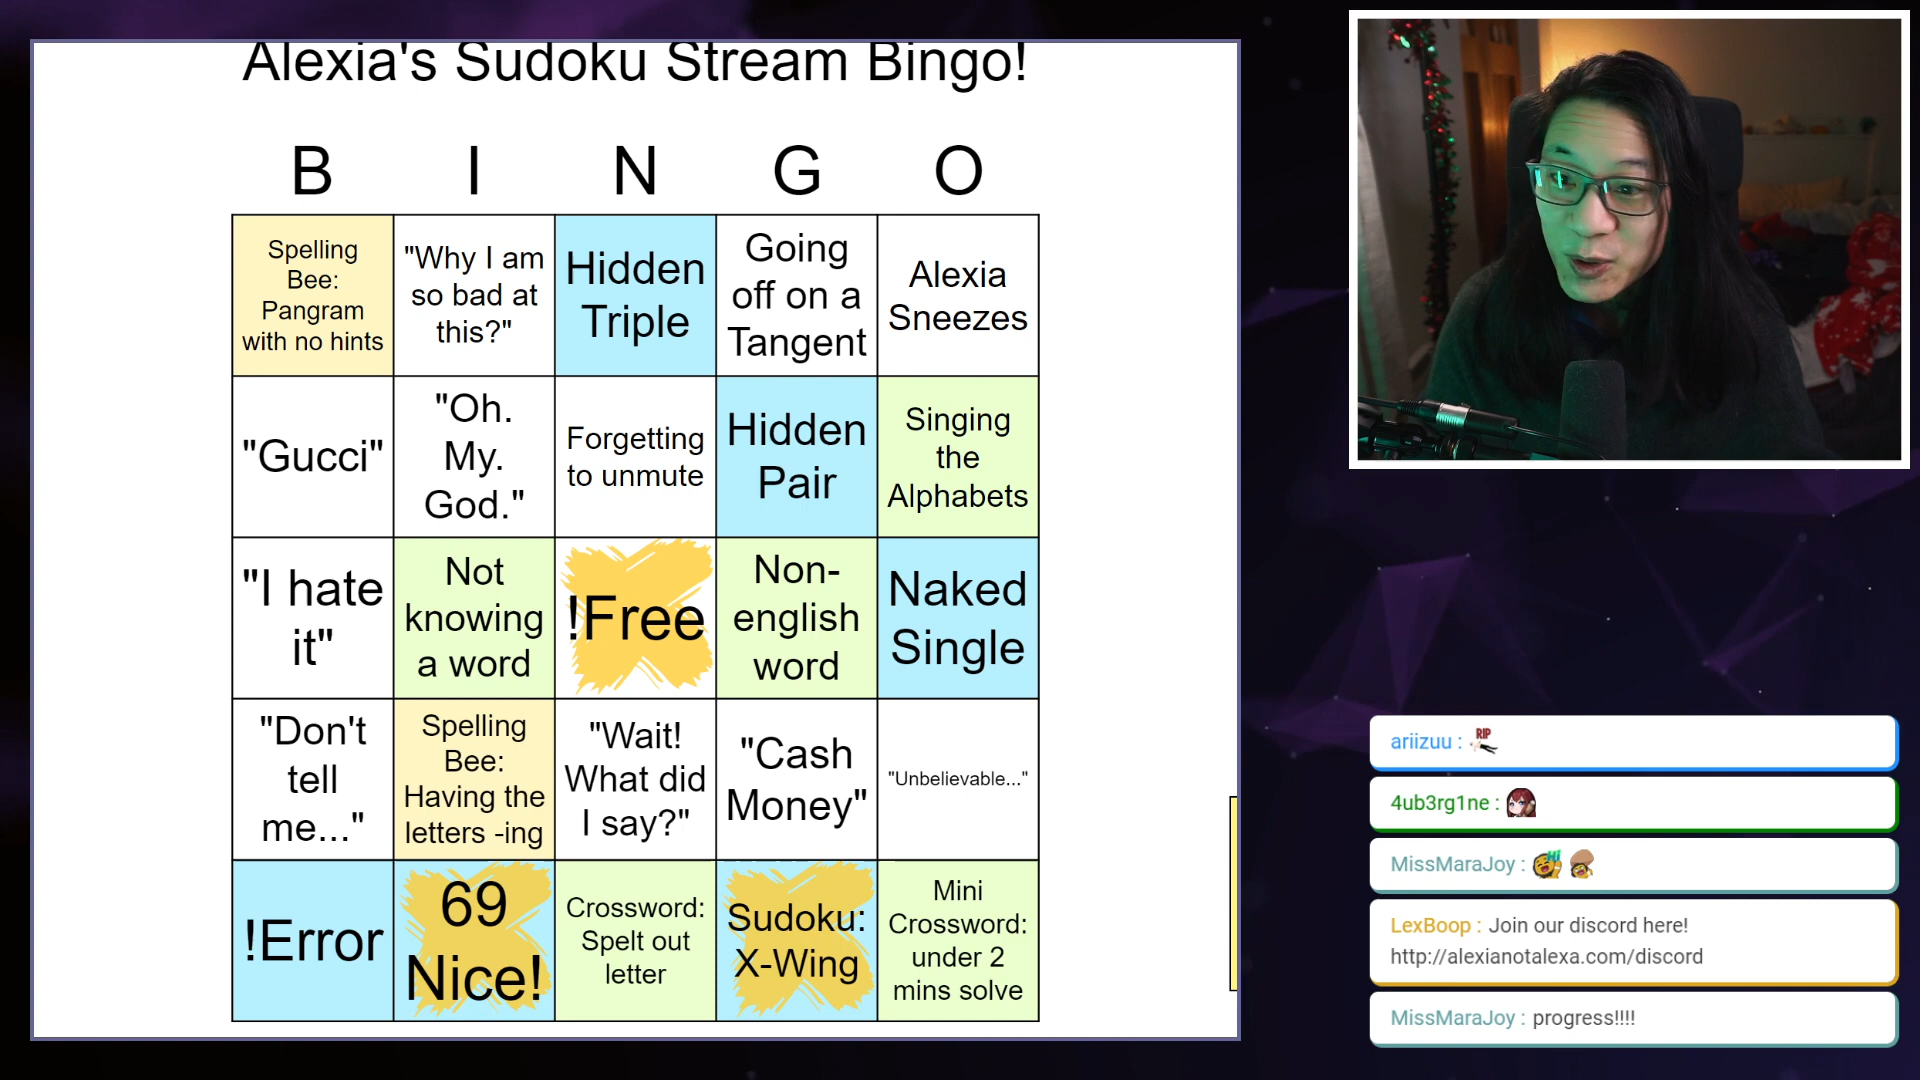 Alexia's Sudoku Stream Bingo!
B I N G O
Spelling
Bee:
Pangram
with no hints
"Why I am
so bad at
this?"
Hidden
Triple
Going
off on a
Tangent
Alexia
Sneezes
"Gucci"
"Oh.
My.
God."
Forgetting
to unmute
Hidden
Pair
Singing
the
Alphabets
"I hate
it"
Not
knowing
a word
!Free
Non-
english
word
Naked
Single
"Don't
tell
me..."
Spelling
Bee:
Having the
letters -ing
"Wait!
What did
I say?"
"Cash
Money"
"Unbelievable..."
!Error
69
Nice!
Crossword:
Spelt out
letter
Sudoku:
X-Wing
Mini
Crossword:
under 2
mins solve
ariizuu : RIP
4ub3rg1ne :
MissMaraJoy : Hi
LexBoop : Join our discord here!
http://alexianotalexa.com/discord
MissMaraJoy : progress!!!!